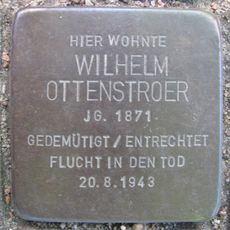 HIER WOHNTE
WILHELM
OTTENSTROER
JG. 1871
GEDEMÜTIGT / ENTRECHTET
FLUCHT IN DEN TOD
20.8.1943